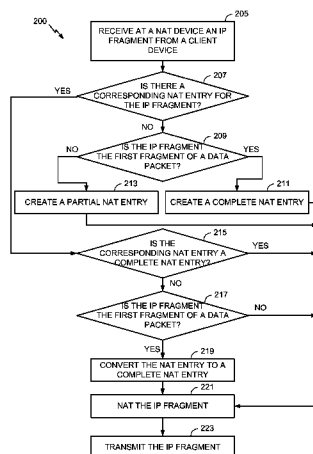 200
205
RECEIVE AT A NAT DEVICE AN IP
FRAGMENT FROM A CLIENT
DEVICE
207
YES
IS THERE A
CORRESPONDING NAT ENTRY FOR
THE IP FRAGMENT?
NO
209
NO
IS THE IP FRAGMENT
THE FIRST FRAGMENT OF A DATA
PACKET?
YES
213
CREATE A PARTIAL NAT ENTRY
211
CREATE A COMPLETE NAT ENTRY
215
IS THE
CORRESPONDING NAT ENTRY A
COMPLETE NAT ENTRY?
YES
NO
217
IS THE IP FRAGMENT
THE FIRST FRAGMENT OF A DATA
PACKET?
NO
YES
219
CONVERT THE NAT ENTRY TO A
COMPLETE NAT ENTRY
221
NAT THE IP FRAGMENT
223
TRANSMIT THE IP FRAGMENT